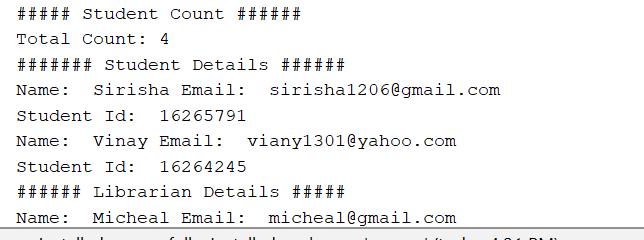 ##### Student Count ######
Total Count: 4
####### Student Details ######
Name:  Sirisha Email:  sirisha1206@gmail.com
Student Id:  16265791
Name:  Vinay Email:  viany1301@yahoo.com
Student Id:  16264245
###### Librarian Details #####
Name:  Micheal Email:  micheal@gmail.com